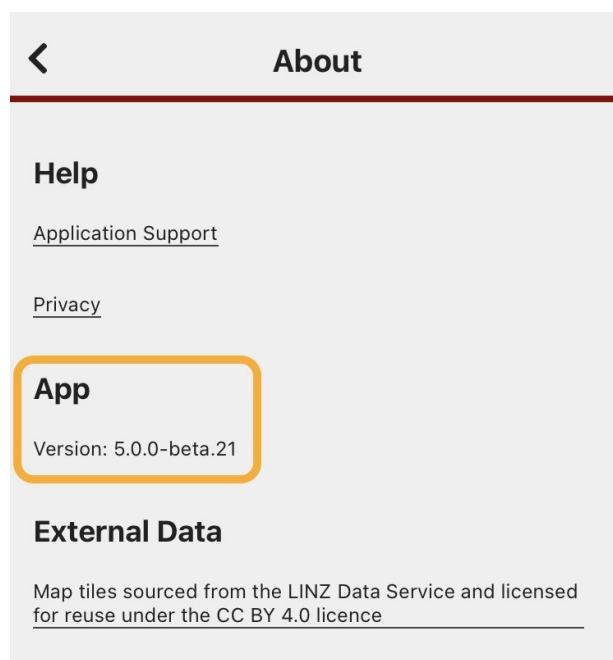 About
Help
Application Support
Privacy
App
Version: 5.0.0-beta.21
External Data
Map tiles sourced from the LINZ Data Service and licensed
for reuse under the CC BY 4.0 licence